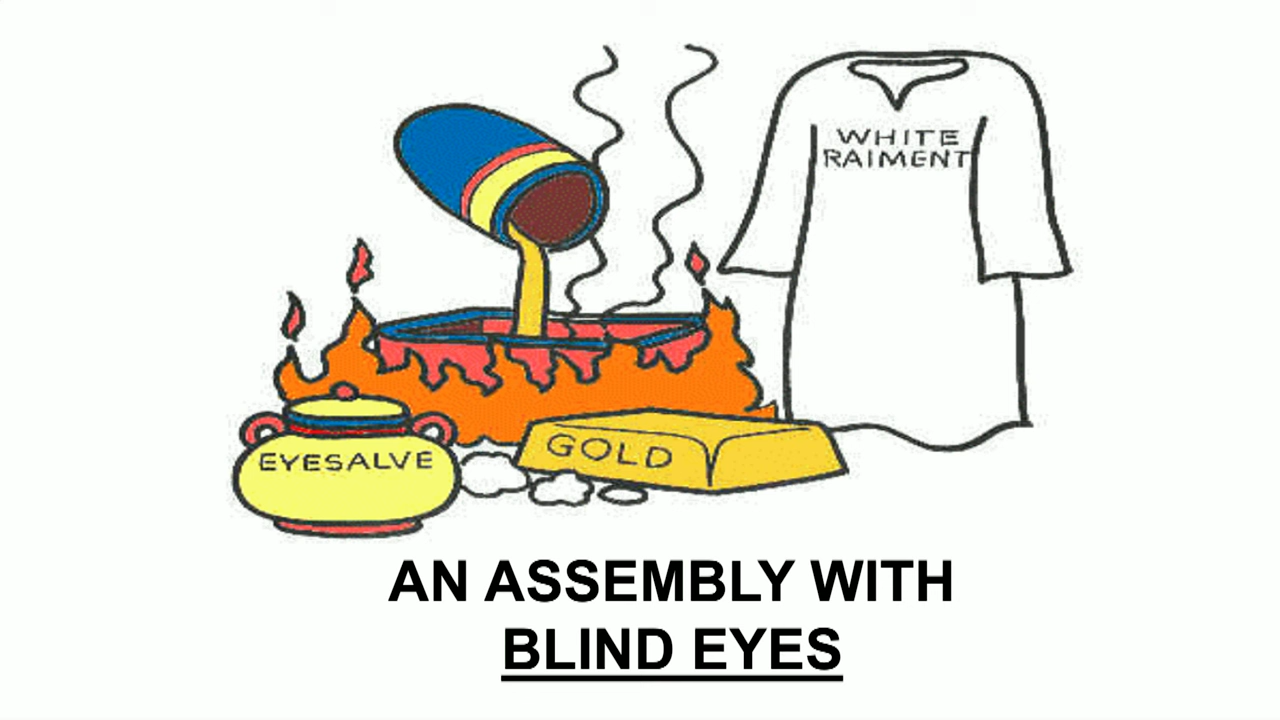 WHITE
RAIMENT
EYESALVE
GOLD
AN ASSEMBLY WITH
BLIND EYES